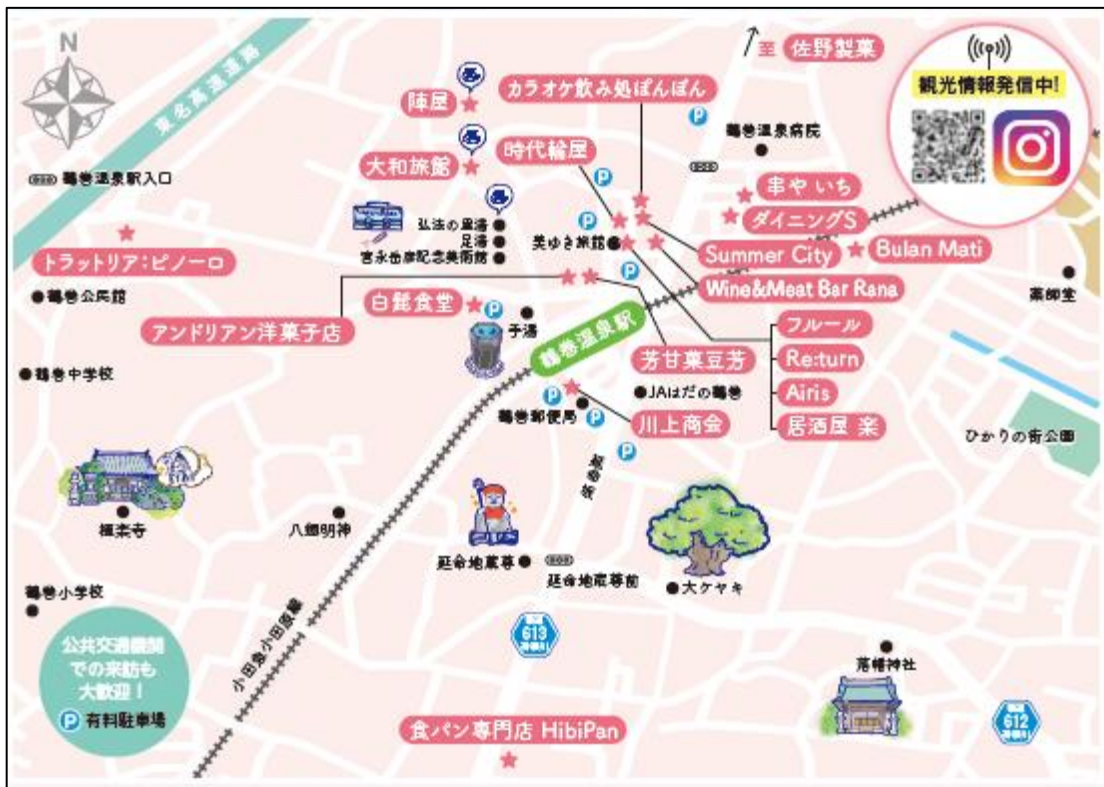 N
東名高速道路
至 佐野製菓
観光情報発信中!
陣屋
カラオケ飲み処ぽんぽん
P
鶴巻温泉病院
大和旅館
時代輪屋
鶴巻温泉駅入口
P
串や いち
ダイニングS
弘法の里湯
足湯
宮永岳彦記念美術館
P
美ゆき旅館
Summer City
Bulan Mati
トラットリア:ピノーロ
P
Wine&Meat Bar Rana
薬師堂
鶴巻公民館
アンドリアン洋菓子店
白髭食堂
P
手湯
鶴巻温泉駅
フルール
芳甘菓豆芳
Re:turn
鶴巻中学校
JAはだの鶴巻
P
Airis
鶴巻郵便局
P
川上商会
居酒屋 楽
ひかりの街公園
P
極楽寺
八幡明神
延命地蔵尊
延命地蔵尊前
大ケヤキ
鶴巻小学校
小田急小田原線
公共交通機関
での来訪も
大歓迎!
P 有料駐車場
613
落幡神社
612
食パン専門店 HibiPan